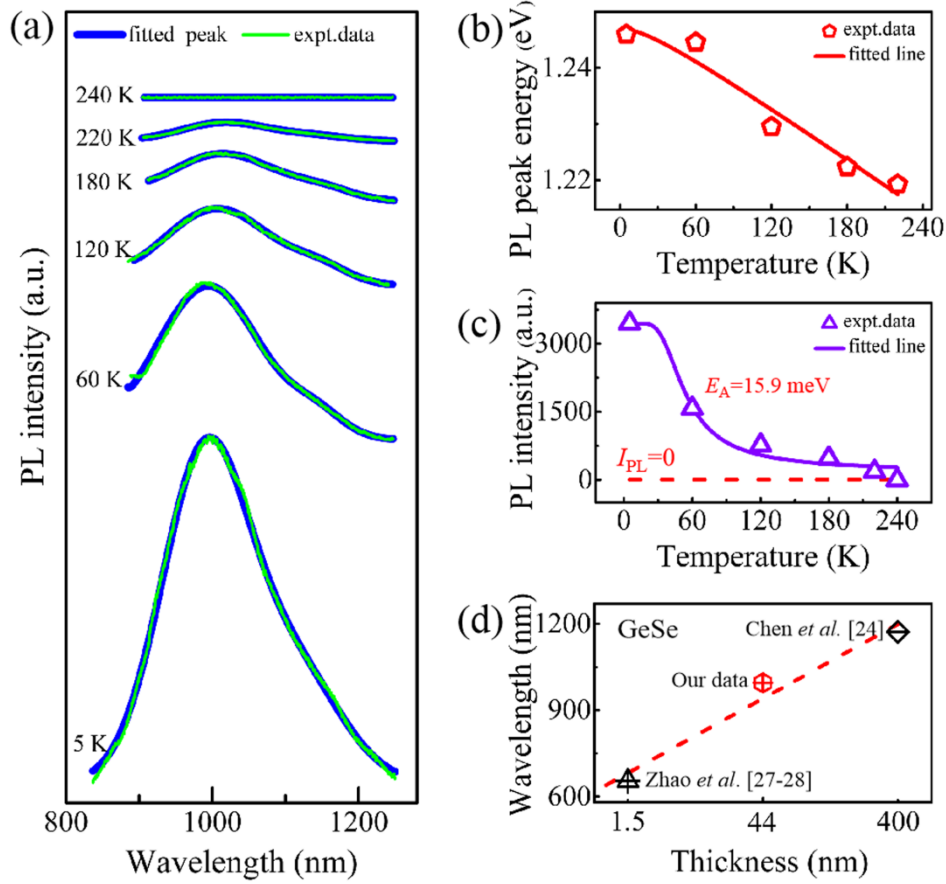 (a)
fitted peak
expt.data
240 K
220 K
180 K
120 K
60 K
5 K
PL intensity (a.u.)
800
1000
1200
Wavelength (nm)
(b)
expt.data
fitted line
1.24
1.22
PL peak energy (eV)
0
60
120
180
240
Temperature (K)
(c)
expt.data
fitted line
3000
1500
0
PL intensity (a.u.)
E_A=15.9 meV
I_PL=0
0
60
120
180
240
Temperature (K)
(d)
GeSe
Chen et al. [24]
Our data
Zhao et al. [27-28]
1200
900
600
Wavelength (nm)
1.5
44
400
Thickness (nm)